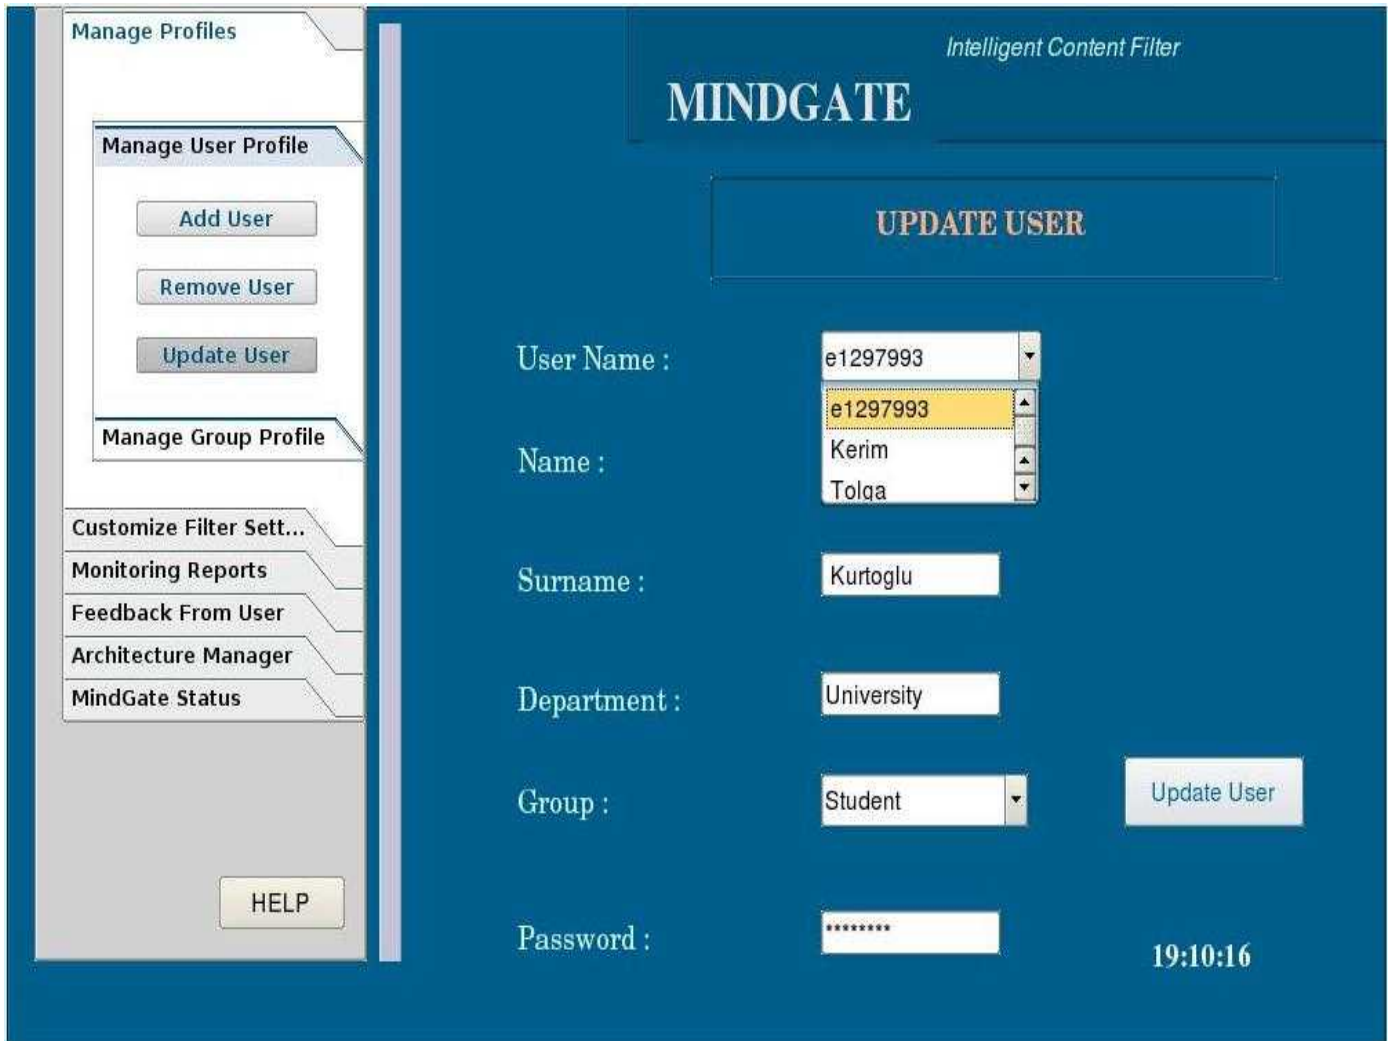 Manage Profiles
Manage User Profile
Add User
Remove User
Update User
Manage Group Profile
Customize Filter Sett...
Monitoring Reports
Feedback From User
Architecture Manager
MindGate Status
HELP
Intelligent Content Filter
MINDGATE
UPDATE USER
User Name :
e1297993
e1297993
Kerim
Tolga
Name :
Surname :
Kurtoglu
Department :
University
Group :
Student
Update User
Password :
********
19:10:16